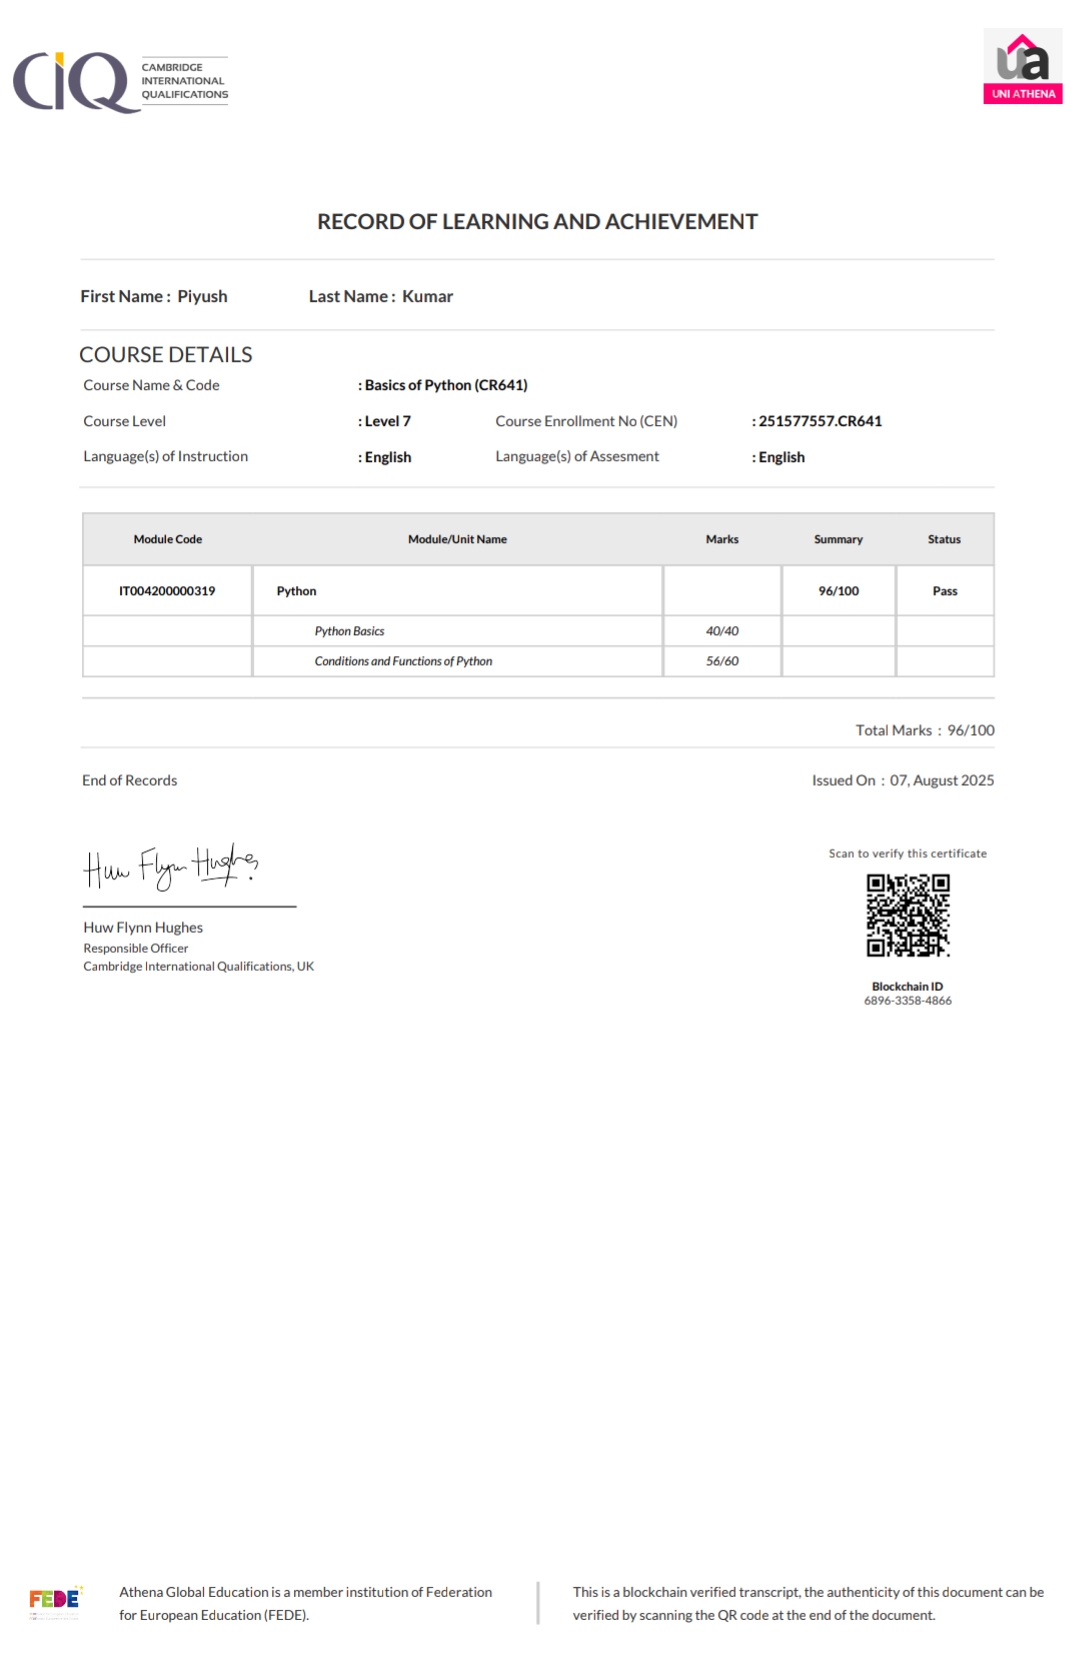 CIQ CAMBRIDGE
INTERNATIONAL
QUALIFICATIONS
ua
UNI ATHENA
RECORD OF LEARNING AND ACHIEVEMENT
First Name : Piyush Last Name : Kumar
COURSE DETAILS
Course Name & Code : Basics of Python (CR641)
Course Level : Level 7 Course Enrollment No (CEN) : 251577557.CR641
Language(s) of Instruction : English Language(s) of Assesment : English
Module Code Module/Unit Name Marks Summary Status
IT004200000319 Python 96/100 Pass
Python Basics 40/40
Conditions and Functions of Python 56/60
Total Marks : 96/100
End of Records Issued On : 07, August 2025
Huw Flynn Hughes
Scan to verify this certificate
Huw Flynn Hughes
Responsible Officer
Cambridge International Qualifications, UK
Blockchain ID
6896-3358-4866
FEDE
Athena Global Education is a member institution of Federation
for European Education (FEDE).
This is a blockchain verified transcript, the authenticity of this document can be
verified by scanning the QR code at the end of the document.